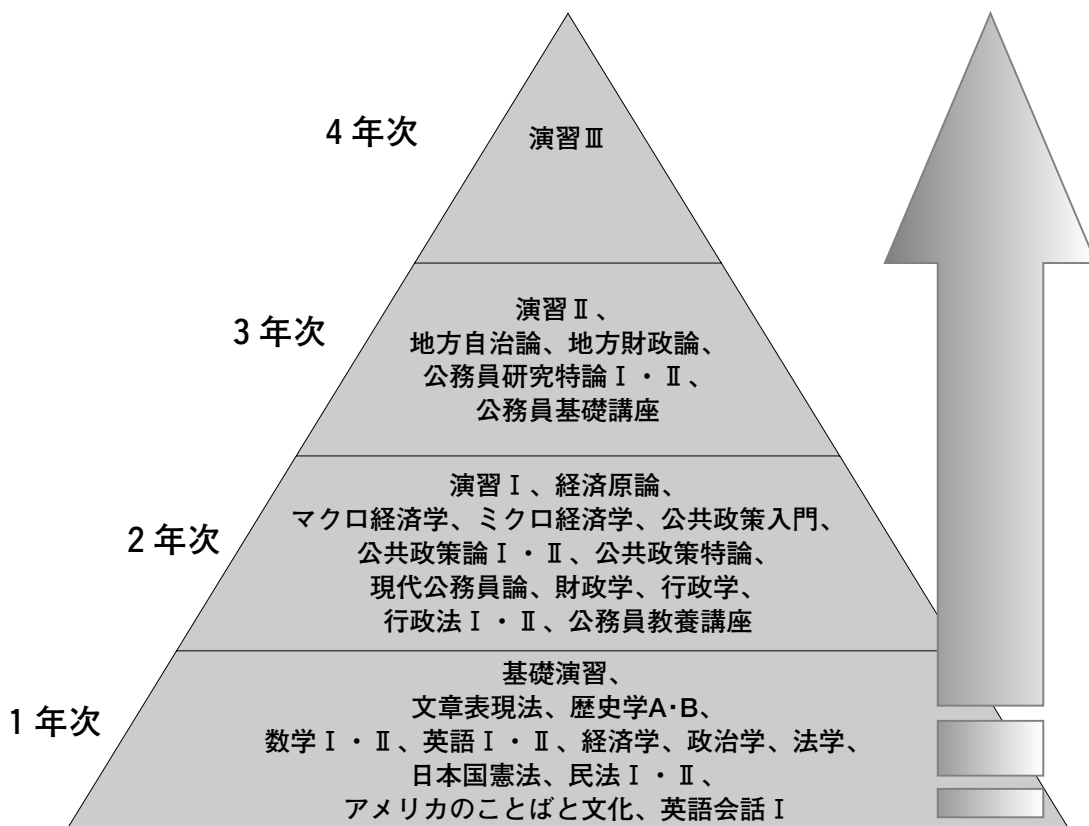 4年次
演習Ⅲ
3年次
演習Ⅱ、
地方自治論、地方財政論、
公務員研究特論Ⅰ・Ⅱ、
公務員基礎講座
2年次
演習Ⅰ、経済原論、
マクロ経済学、ミクロ経済学、公共政策入門、
公共政策論Ⅰ・Ⅱ、公共政策特論、
現代公務員論、財政学、行政学、
行政法Ⅰ・Ⅱ、公務員教養講座
1年次
基礎演習、
文章表現法、歴史学A･B、
数学Ⅰ・Ⅱ、英語Ⅰ・Ⅱ、経済学、政治学、法学、
日本国憲法、民法Ⅰ・Ⅱ、
アメリカのことばと文化、英語会話Ⅰ